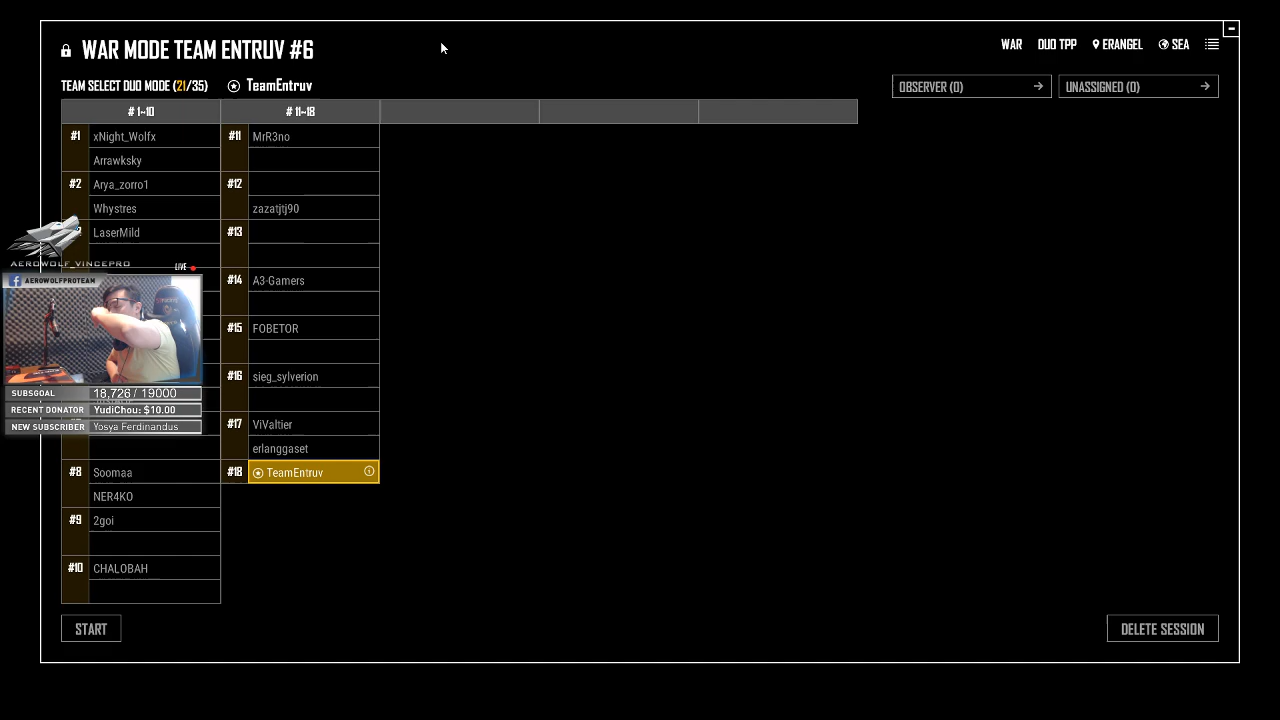 WAR MODE TEAM ENTRUV #6
WAR DUO TPP ERANGEL SEA
TEAM SELECT DUO MODE (21/35) TeamEntruv
OBSERVER (0) UNASSIGNED (0)
# 1~10 # 11~18
#1 xNight_Wolfx
Arrawksky
#2 Arya_zorro1
Whystres
LaserMild
#8 Soomaa
NER4KO
#9 2goi
#10 CHALOBAH
#11 MrR3no
#12
zazatjtj90
#13
#14 A3-Gamers
#15 FOBETOR
#16 sieg_sylverion
#17 ViValtier
erlanggaset
#18 TeamEntruv
AEROWOLF_VINCEPRO
LIVE
AEROWOLFPROTEAM
SUBSGOAL 18,726 / 19000
RECENT DONATOR YudiChou: $10.00
NEW SUBSCRIBER Yosya Ferdinandus
START
DELETE SESSION